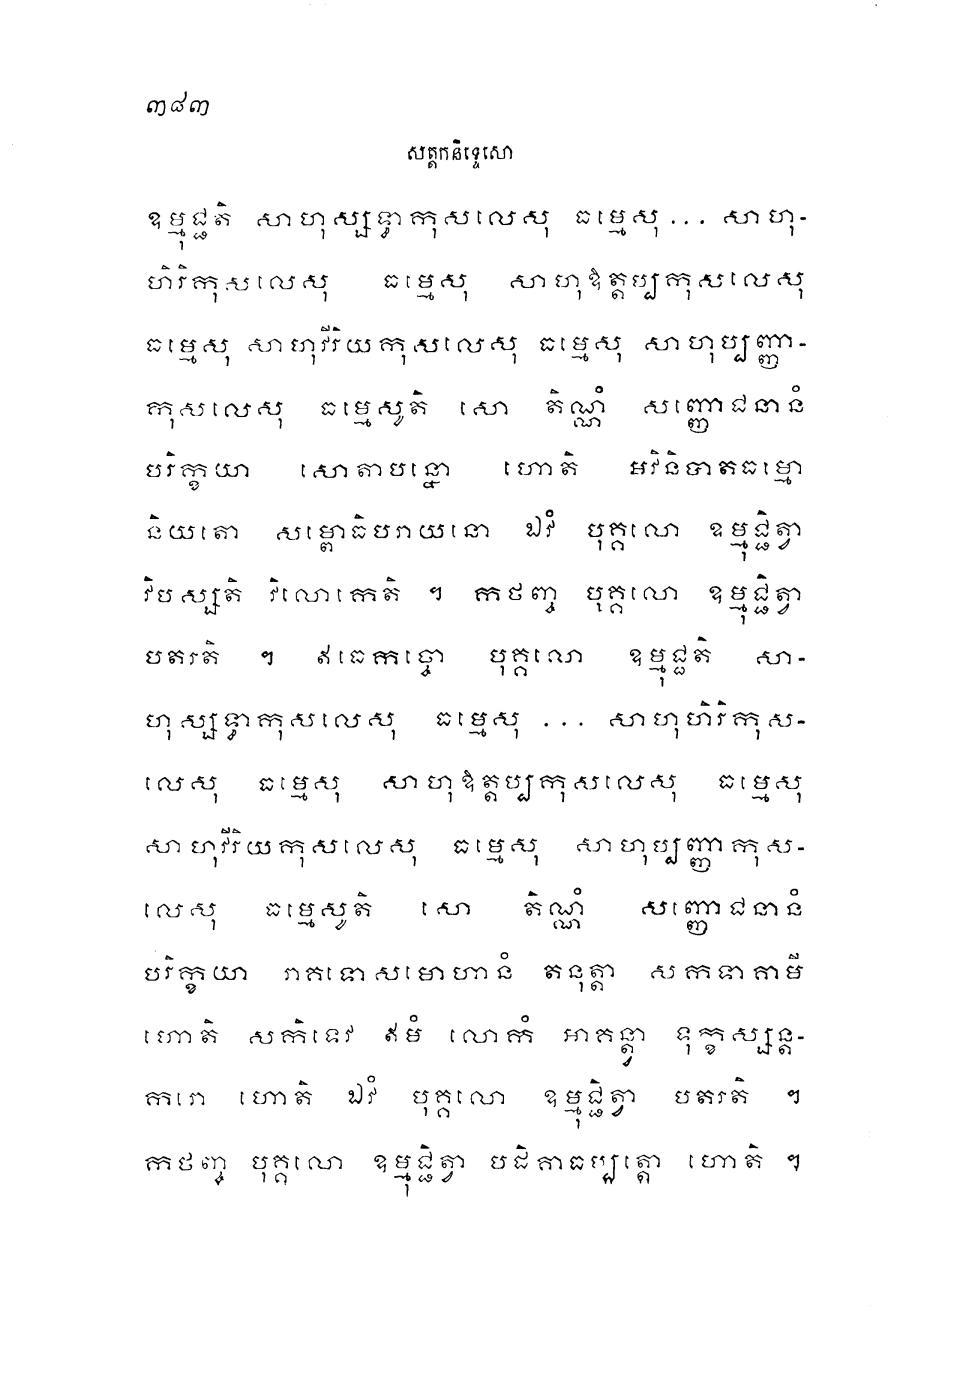 ៣៨៣
សត្តកនិទ្ទេសោ
ឧម្មុជ្ជតិ សាហុស្សទ្ធាកុសលេសុ ធម្មេសុ ... សាហុ-
ហិរិកុសលេសុ ធម្មេសុ សាហុឱត្តប្បកុសលេសុ
ធម្មេសុ សាហុវីរិយកុសលេសុ ធម្មេសុ សាហុប្បញ្ញា-
កុសលេសុ ធម្មេសូតិ សោ តិណ្ណំ សញ្ញោជនានំ
បរិក្ខយា សោតាបន្នោ ហោតិ អវិនិបាតធម្មោ
និយតោ សម្ពោធិបរាយនោ ឯវំ បុគ្គលោ ឧម្មុជ្ជិត្វា
វិបស្សតិ វិលោកេតិ ។ កថញ្ច បុគ្គលោ ឧម្មុជ្ជិត្វា
បតរតិ ។ ឥធេកច្ចោ បុគ្គលោ ឧម្មុជ្ជតិ សា-
ហុស្សទ្ធាកុសលេសុ ធម្មេសុ ... សាហុហិរិកុស-
លេសុ ធម្មេសុ សាហុឱត្តប្បកុសលេសុ ធម្មេសុ
សាហុវីរិយកុសលេសុ ធម្មេសុ សាហុប្បញ្ញាកុស-
លេសុ ធម្មេសូតិ សោ តិណ្ណំ សញ្ញោជនានំ
បរិក្ខយា រាគទោសមោហានំ តនុត្តា សកទាគាមី
ហោតិ សកិទេវ ឥមំ លោកំ អាគន្ត្វា ទុក្ខស្សន្ត-
ករោ ហោតិ ឯវំ បុគ្គលោ ឧម្មុជ្ជិត្វា បតរតិ ។
កថញ្ច បុគ្គលោ ឧម្មុជ្ជិត្វា បដិគាធប្បត្តោ ហោតិ ។